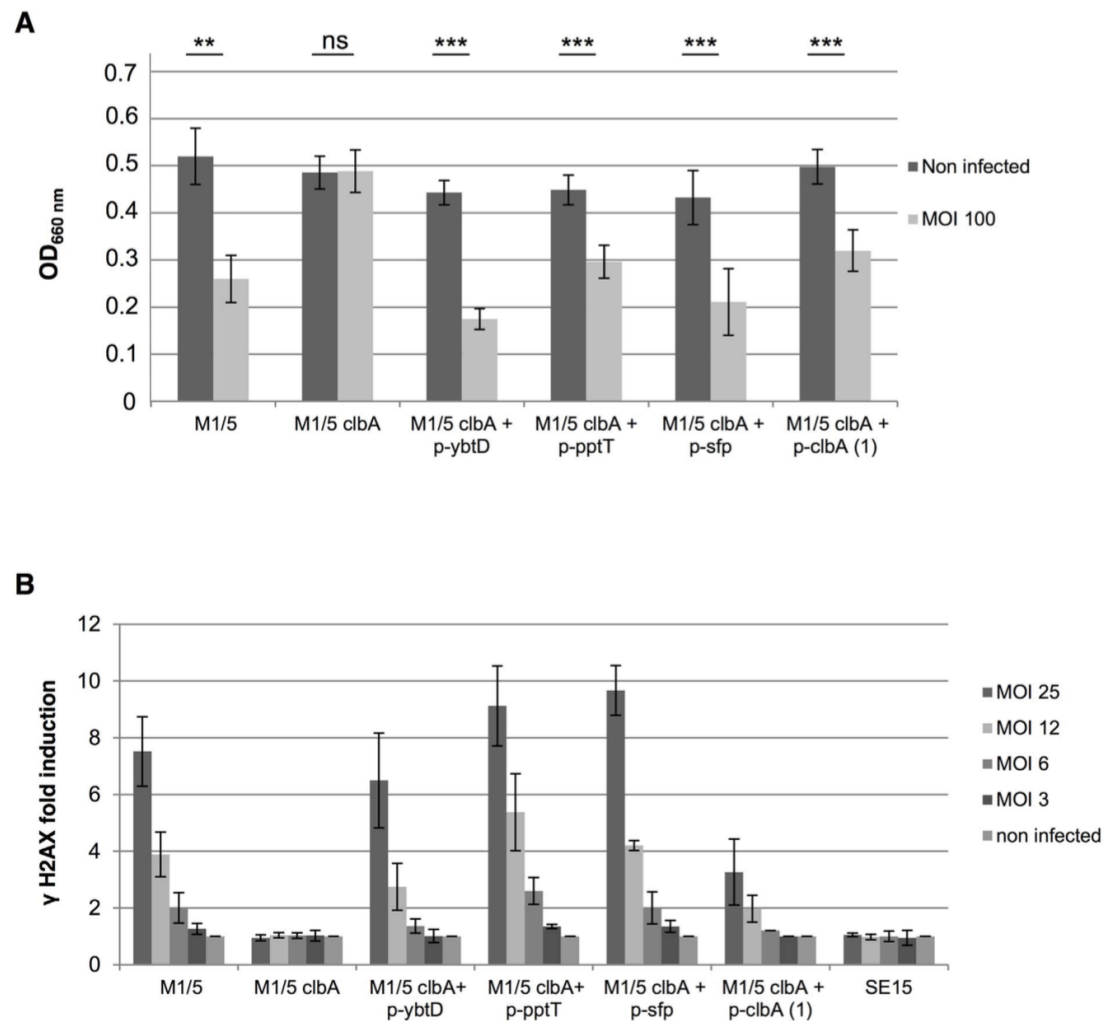 A
** ns *** *** *** ***
0.7
0.6
0.5
0.4
0.3
0.2
0.1
0
OD660 nm
Non infected
MOI 100
M1/5 M1/5 clbA M1/5 clbA + M1/5 clbA + M1/5 clbA + M1/5 clbA +
p-ybtD p-pptT p-sfp p-clbA (1)
B
12
10
8
6
4
2
0
γ H2AX fold induction
MOI 25
MOI 12
MOI 6
MOI 3
non infected
M1/5 M1/5 clbA M1/5 clbA+ M1/5 clbA+ M1/5 clbA + M1/5 clbA + SE15
p-ybtD p-pptT p-sfp p-clbA (1)